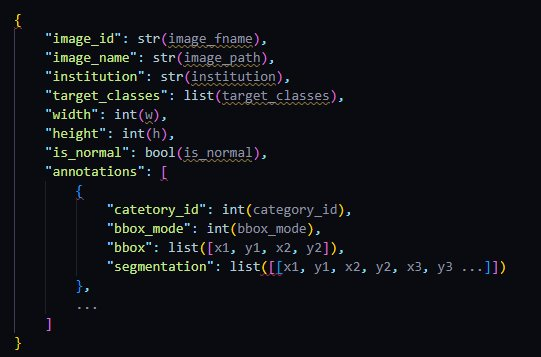 {
    "image_id": str(image_fname),
    "image_name": str(image_path),
    "institution": str(institution),
    "target_classes": list(target_classes),
    "width": int(w),
    "height": int(h),
    "is_normal": bool(is_normal),
    "annotations": [
        {
            "catetory_id": int(category_id),
            "bbox_mode": int(bbox_mode),
            "bbox": list([x1, y1, x2, y2]),
            "segmentation": list([[x1, y1, x2, y2, x3, y3 ...]])
        },
        ...
    ]
}